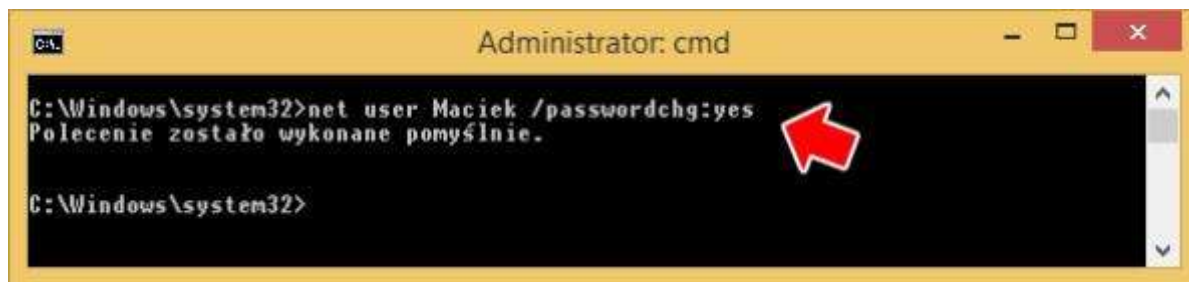 Administrator: cmd
C:\Windows\system32>net user Maciek /passwordchg:yes
Polecenie zostało wykonane pomyślnie.
C:\Windows\system32>